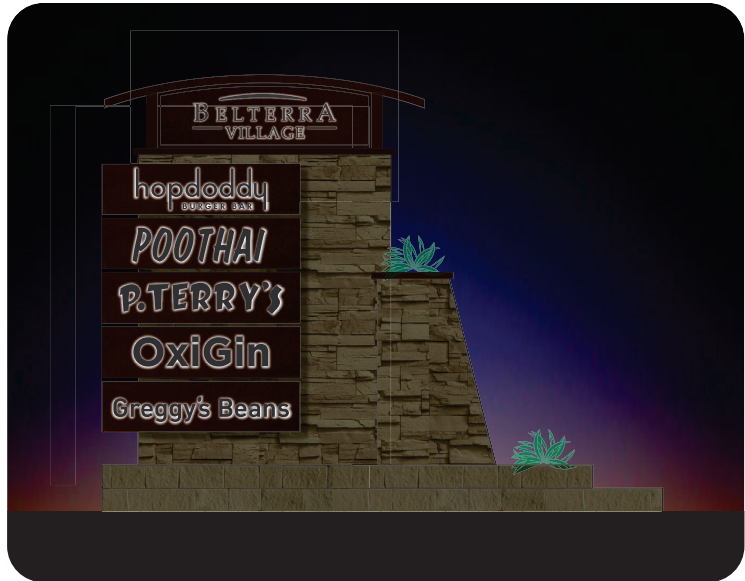 BELTERRA
VILLAGE
hopdoddy
BURGER BAR
POOTHAI
P.TERRY'S
OxiGin
Greggy's Beans